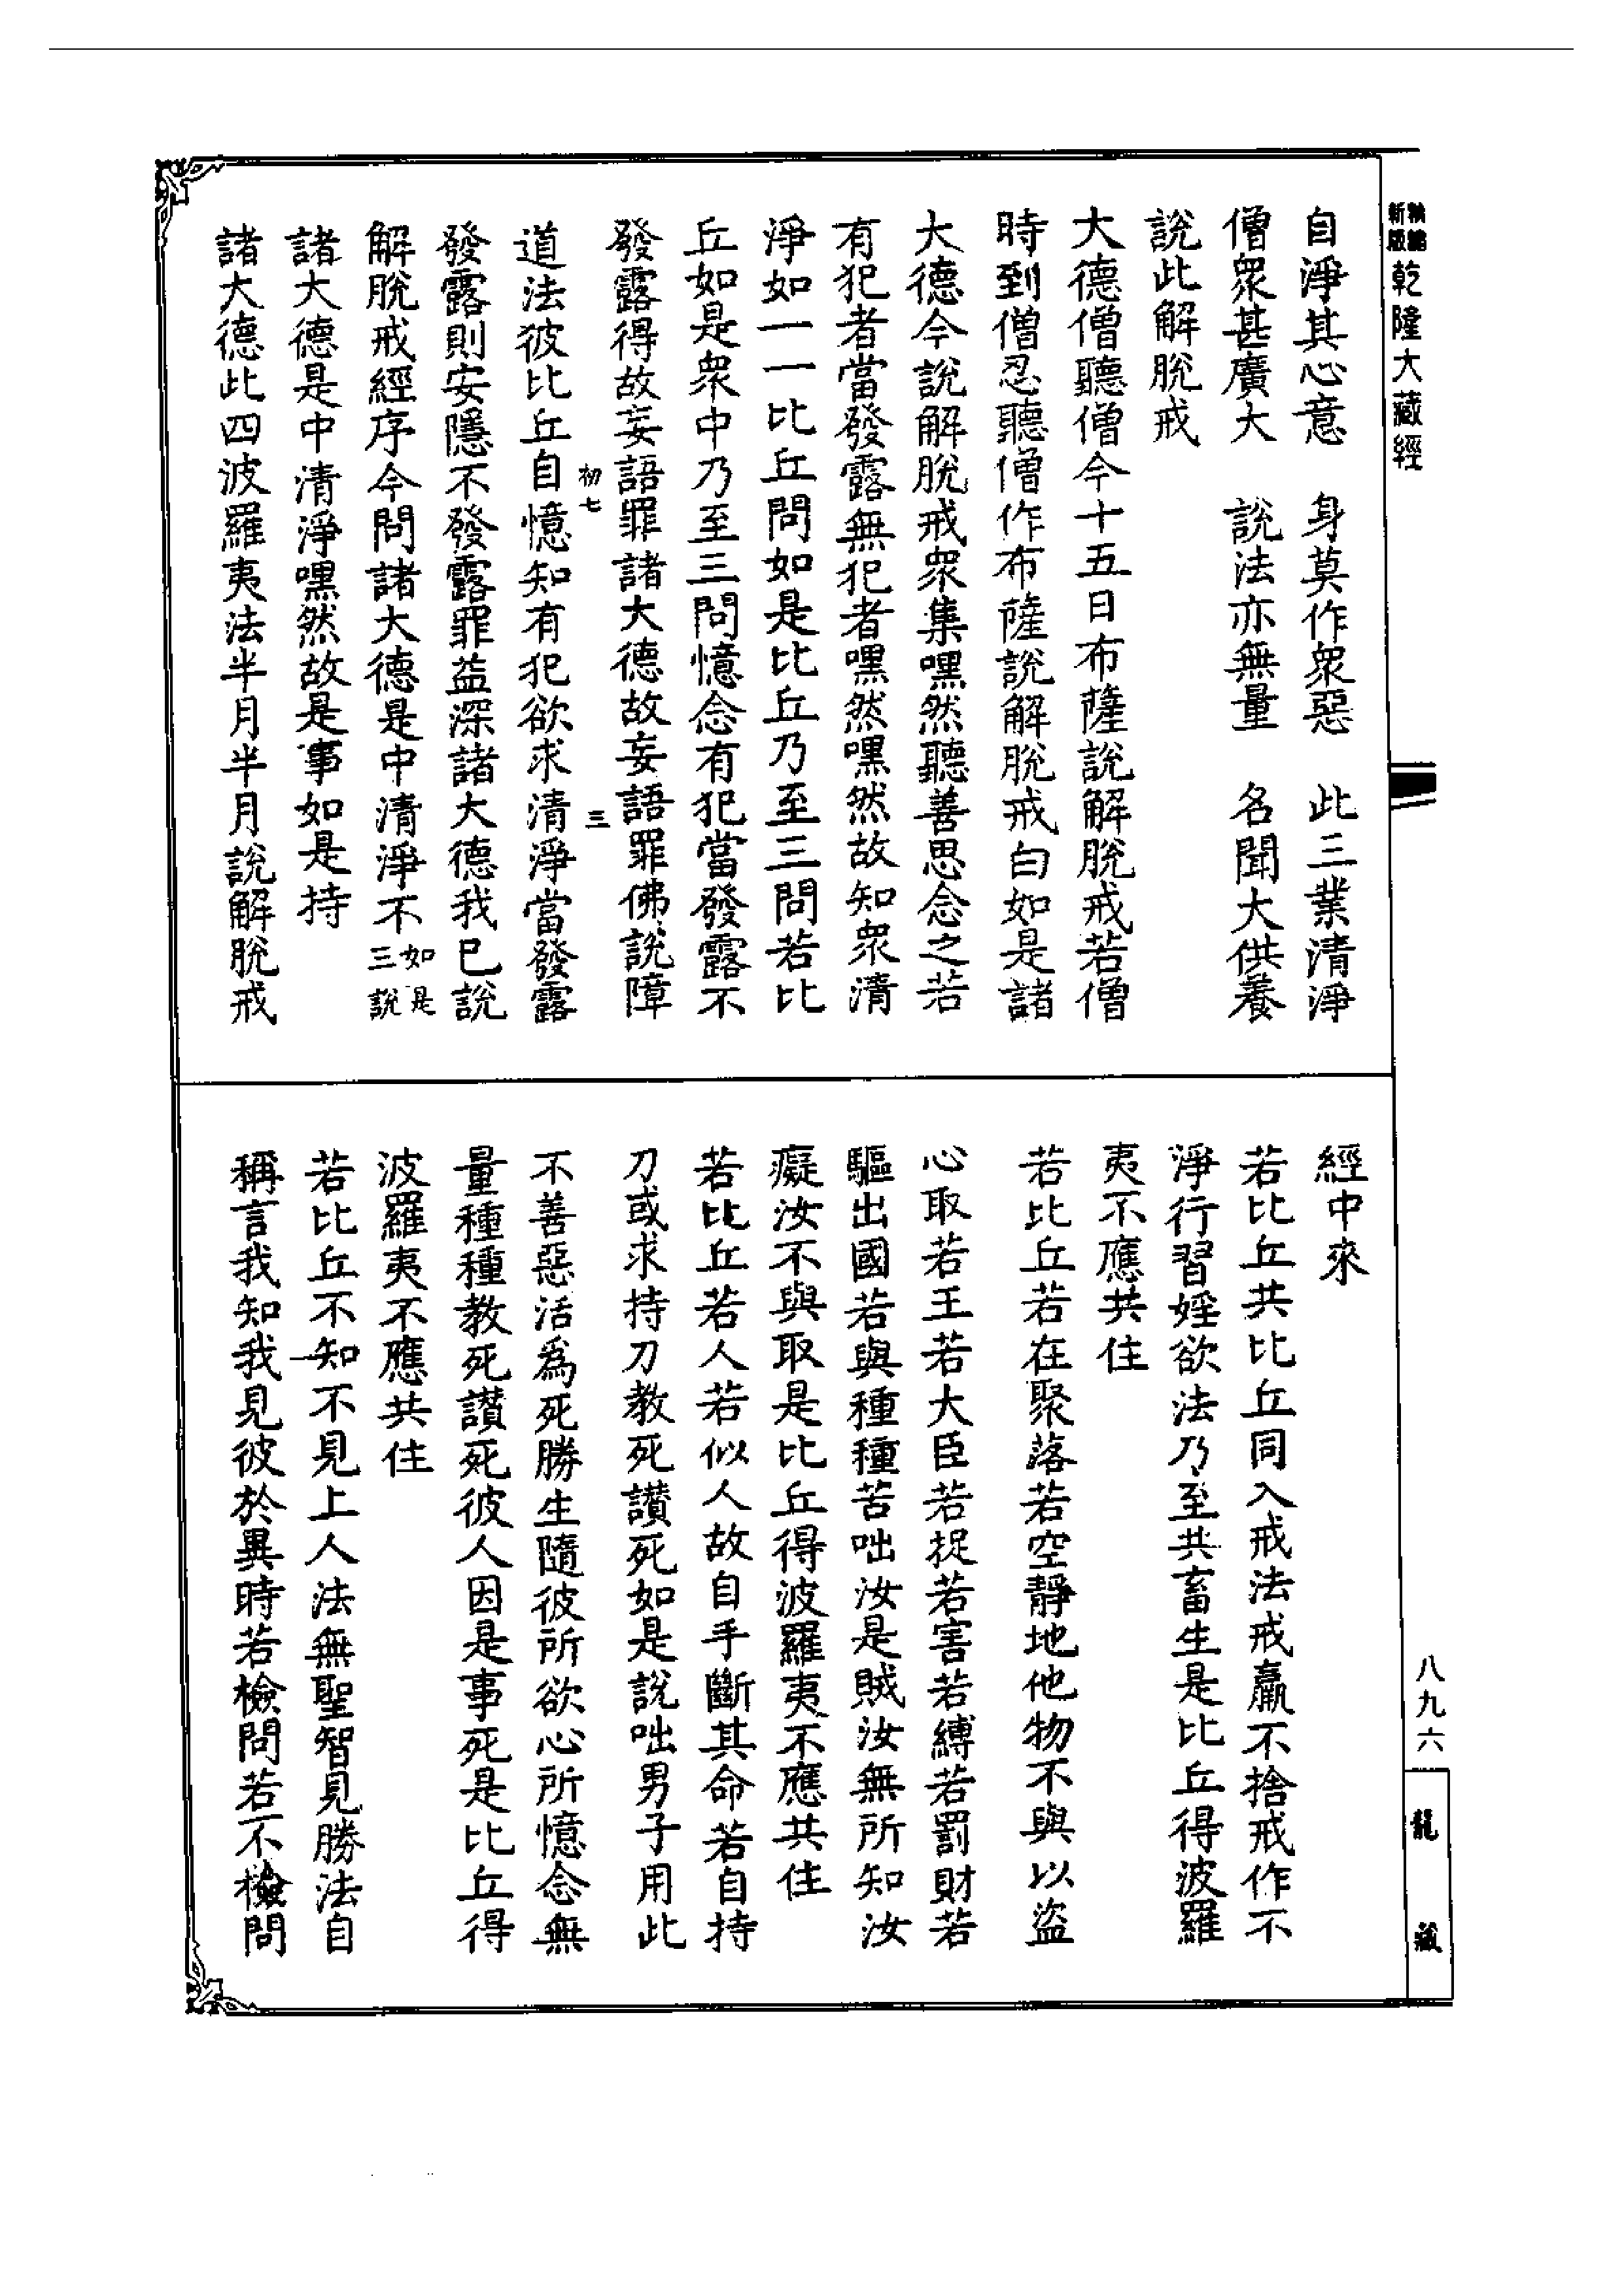 新編
縮版
乾隆大藏經
自淨其心意　身莫作衆惡　此三業清淨
僧衆甚廣大　說法亦無量　名聞大供養
說此解脫戒
大德僧聽僧今十五日布薩說解脫戒若僧
時到僧忍聽僧作布薩說解脫戒白如是諸
大德今說解脫戒衆集嘿然聽善思念之若
有犯者當發露無犯者嘿然嘿然故知衆清
淨如一一比丘問如是比丘乃至三問若比
丘如是衆中乃至三問憶念有犯當發露不
發露得故妄語罪諸大德故妄語罪佛說障
初七　三
道法彼比丘自憶知有犯欲求清淨當發露
發露則安隱不發露罪益深諸大德我已說
解脫戒經序今問諸大德是中清淨不如是三說
諸大德是中清淨嘿然故是事如是持
諸大德此四波羅夷法半月半月說解脫戒
經中來
若比丘共比丘同入戒法戒羸不捨戒作不
淨行習婬欲法乃至共畜生是比丘得波羅
夷不應共住
若比丘若在聚落若空靜地他物不與以盜
心取若王若大臣若捉若害若縛若罰財若
驅出國若與種種苦咄汝是賊汝無所知汝
癡汝不與取是比丘得波羅夷不應共住
若比丘若人若似人故自手斷其命若自持
刀或求持刀教死讃死如是說咄男子用此
不善惡活爲死勝生隨彼所欲心所憶念無
量種種教死讃死彼人因是事死是比丘得
波羅夷不應共住
若比丘不知不見上人法無聖智見勝法自
稱言我知我見彼於異時若檢問若不檢問
八九六
龍藏